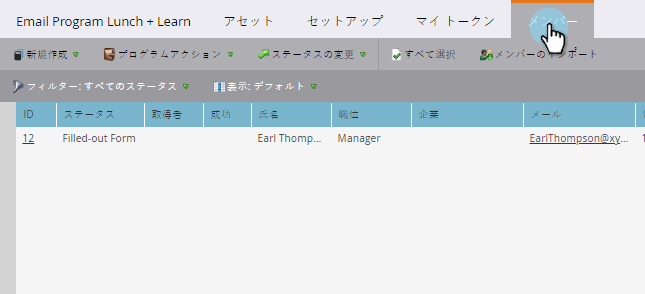 Email Program Lunch + Learn アセット セットアップ マイ トークン メンバー
新規作成 プログラムアクション ステータスの変更 すべて選択 メンバーのインポート
フィルター: すべてのステータス 表示: デフォルト
ID ステータス 取得者 成功 氏名 職位 企業 メール
12 Filled-out Form Earl Thomp... Manager EarlThompson@xy...